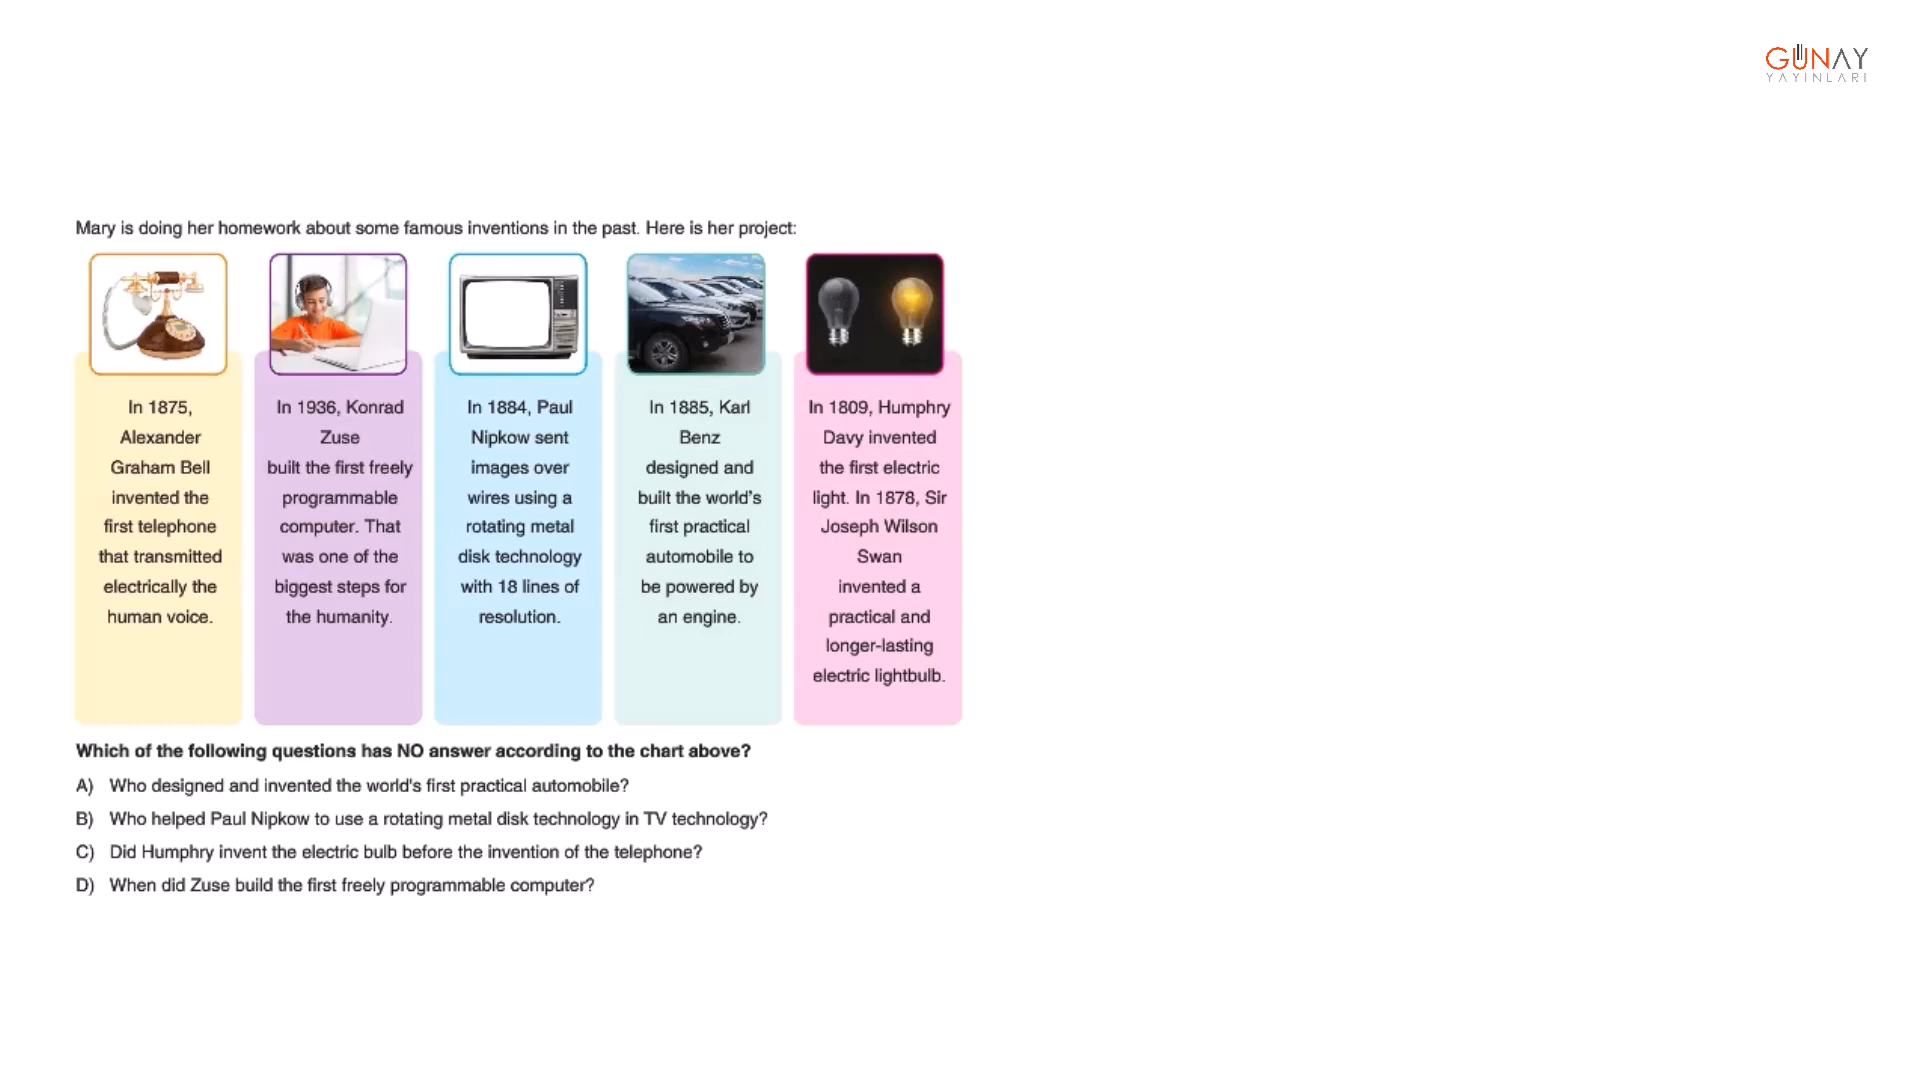 GÜNAY
YAYINLARI
Mary is doing her homework about some famous inventions in the past. Here is her project:
In 1875,
Alexander
Graham Bell
invented the
first telephone
that transmitted
electrically the
human voice.
In 1936, Konrad
Zuse
built the first freely
programmable
computer. That
was one of the
biggest steps for
the humanity.
In 1884, Paul
Nipkow sent
images over
wires using a
rotating metal
disk technology
with 18 lines of
resolution.
In 1885, Karl
Benz
designed and
built the world's
first practical
automobile to
be powered by
an engine.
In 1809, Humphry
Davy invented
the first electric
light. In 1878, Sir
Joseph Wilson
Swan
invented a
practical and
longer-lasting
electric lightbulb.
Which of the following questions has NO answer according to the chart above?
A) Who designed and invented the world's first practical automobile?
B) Who helped Paul Nipkow to use a rotating metal disk technology in TV technology?
C) Did Humphry invent the electric bulb before the invention of the telephone?
D) When did Zuse build the first freely programmable computer?